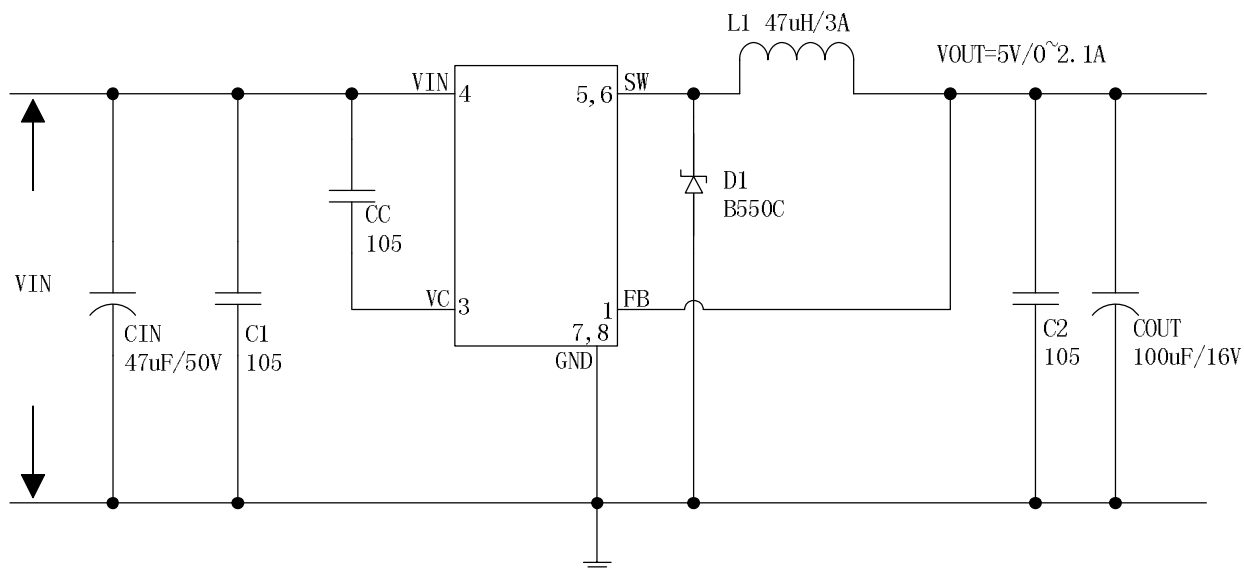 L1 47uH/3A
VOUT=5V/0~2.1A
VIN
4
5,6
SW
CC
105
D1
B550C
VIN
VC
3
1
FB
7,8
GND
CIN
47uF/50V
C1
105
C2
105
COUT
100uF/16V